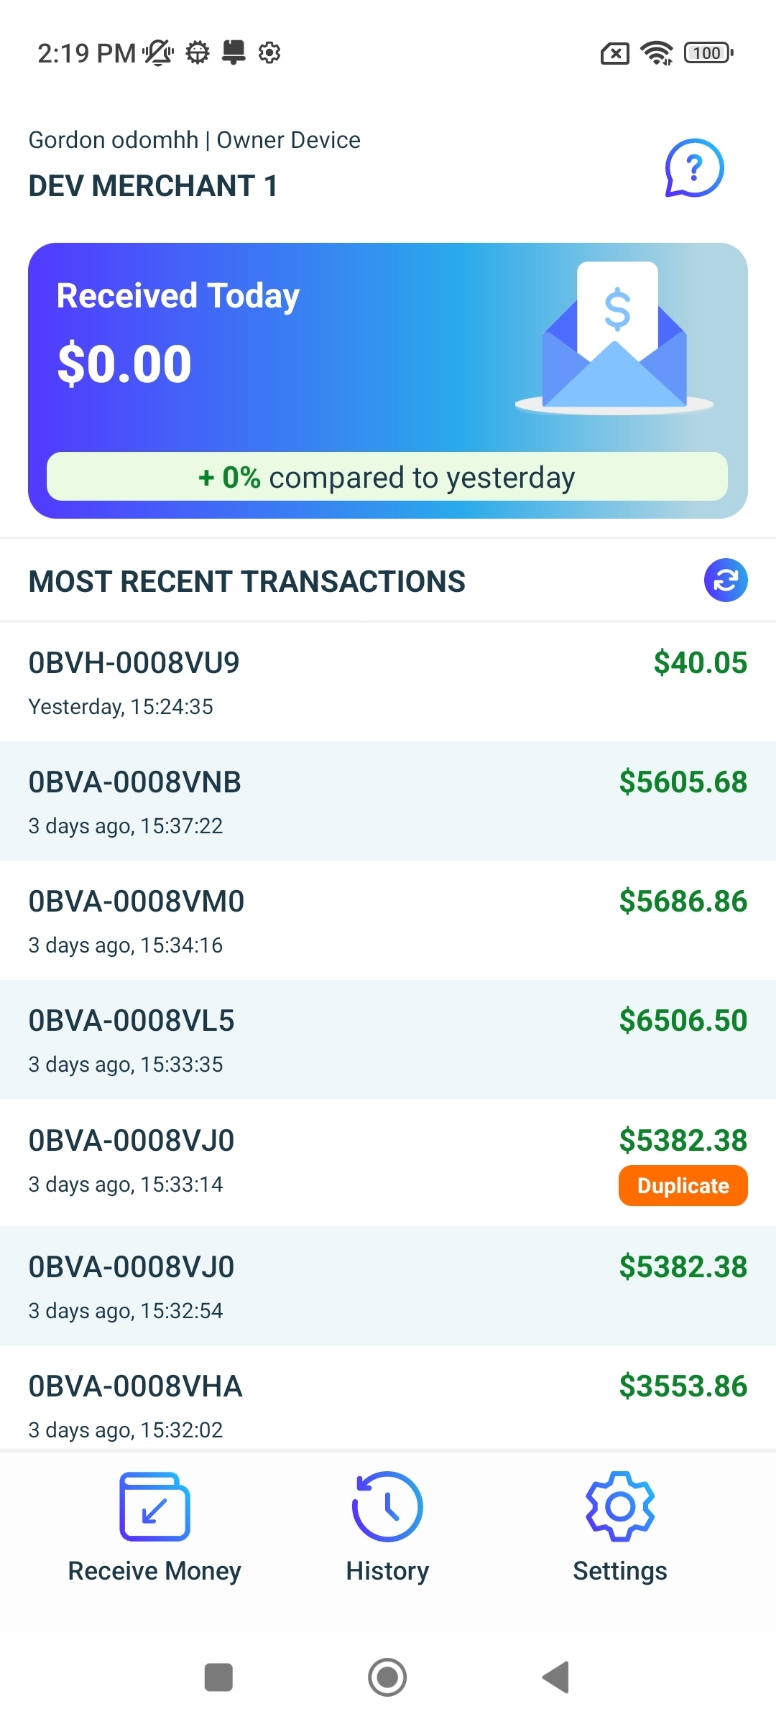 2:19 PM
100
Gordon odomhh | Owner Device
DEV MERCHANT 1
?
Received Today
$
$0.00
+ 0% compared to yesterday
MOST RECENT TRANSACTIONS
0BVH-0008VU9 $40.05
Yesterday, 15:24:35
0BVA-0008VNB $5605.68
3 days ago, 15:37:22
0BVA-0008VM0 $5686.86
3 days ago, 15:34:16
0BVA-0008VL5 $6506.50
3 days ago, 15:33:35
0BVA-0008VJ0 $5382.38
3 days ago, 15:33:14 Duplicate
0BVA-0008VJ0 $5382.38
3 days ago, 15:32:54
0BVA-0008VHA $3553.86
3 days ago, 15:32:02
Receive Money History Settings